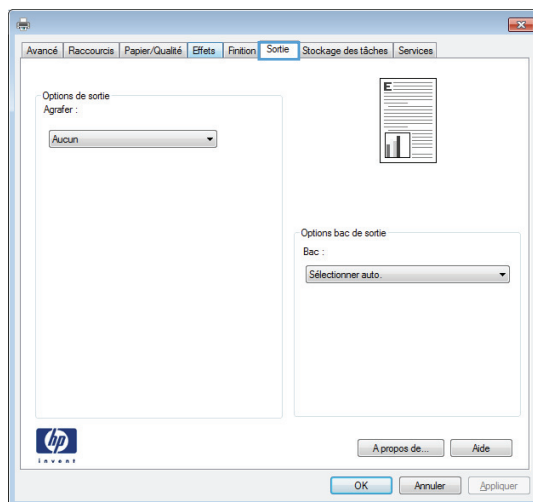 Avancé Raccourcis Papier/Qualité Effets Finition Sortie Stockage des tâches Services
Options de sortie
Agrafer :
Aucun
E
Options bac de sortie
Bac :
Sélectionner auto.
hp
invent
A propos de... Aide
OK Annuler Appliquer